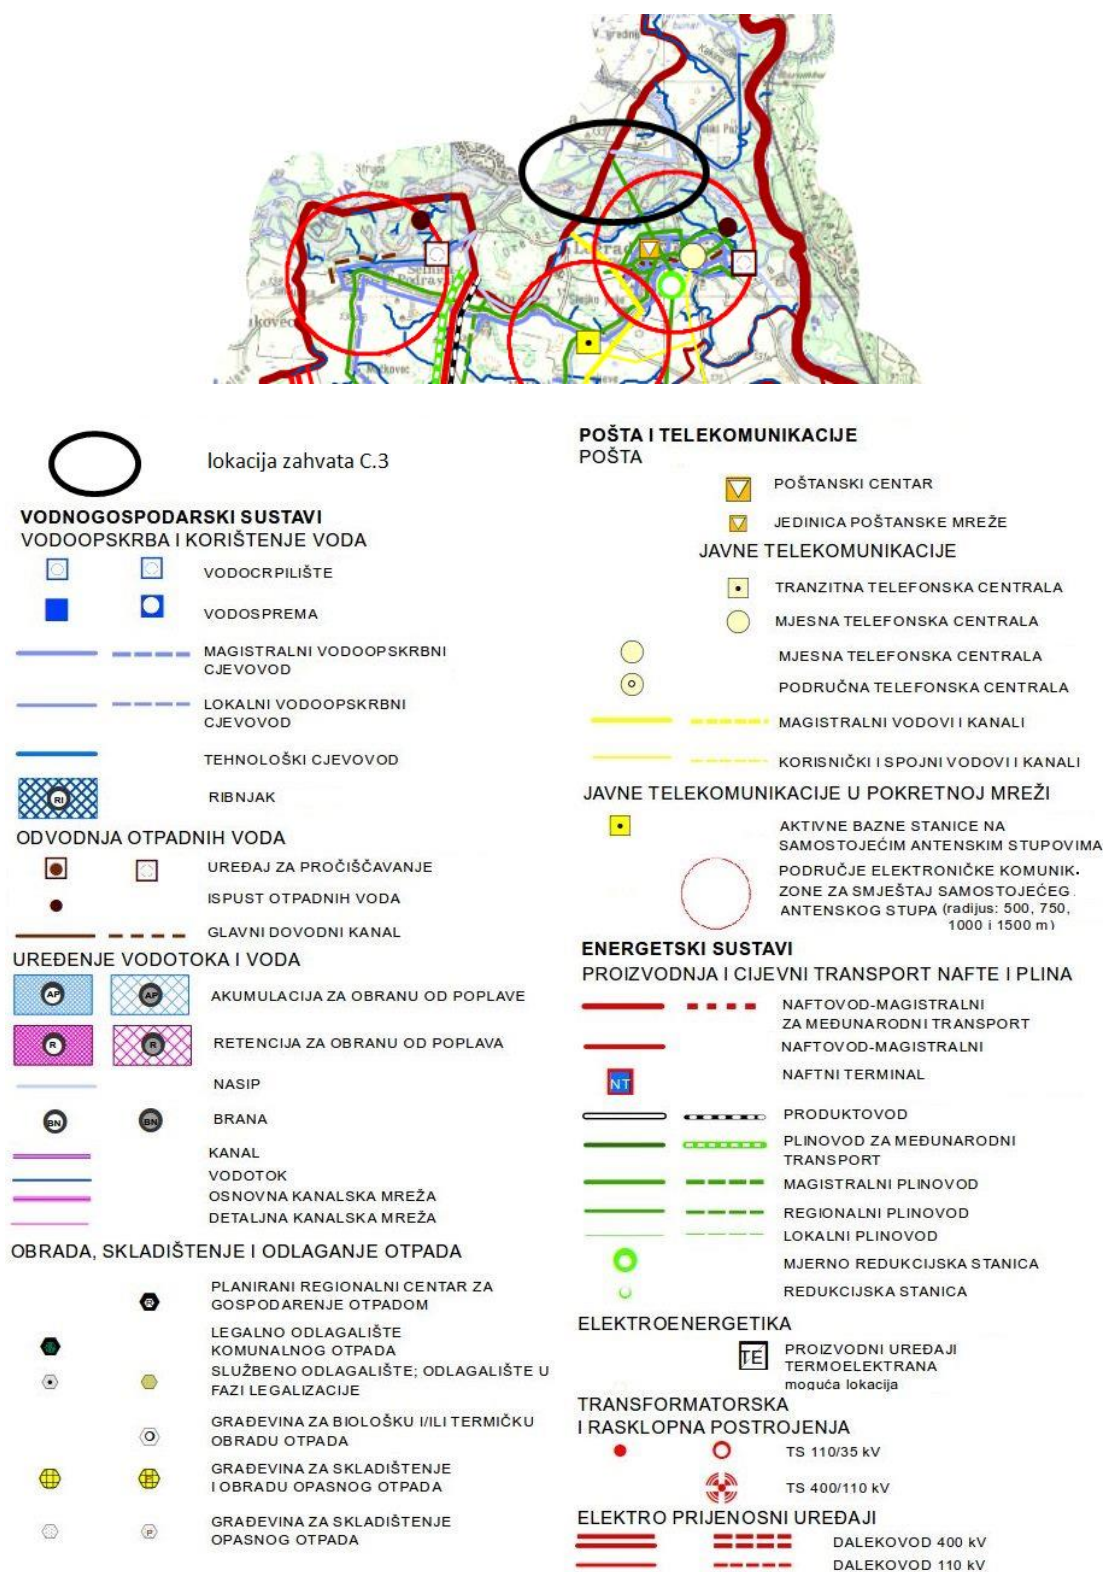 Struga
Selnica
Podravska
Otok
lokacija zahvata C.3
VODNOGOSPODARSKI SUSTAVI
VODOOPSKRBA I KORIŠTENJE VODA
VODOCRPILIŠTE
VODOSPREMA
MAGISTRALNI VODOOPSKRBNI
CJEVOVOD
LOKALNI VODOOPSKRBNI
CJEVOVOD
TEHNOLOŠKI CJEVOVOD
RI
RIBNJAK
ODVODNJA OTPADNIH VODA
UREĐAJ ZA PROČIŠČAVANJE
ISPUST OTPADNIH VODA
GLAVNI DOVODNI KANAL
UREĐENJE VODOTOKA I VODA
AP AP AKUMULACIJA ZA OBRANU OD POPLAVE
R R RETENCIJA ZA OBRANU OD POPLAVA
NASIP
BN BN BRANA
KANAL
VODOTOK
OSNOVNA KANALSKA MREŽA
DETALJNA KANALSKA MREŽA
OBRADA, SKLADIŠTENJE I ODLAGANJE OTPADA
PLANIRANI REGIONALNI CENTAR ZA
R GOSPODARENJE OTPADOM
LEGALNO ODLAGALIŠTE
KOMUNALNOG OTPADA
SLUŽBENO ODLAGALIŠTE; ODLAGALIŠTE U
FAZI LEGALIZACIJE
GRAĐEVINA ZA BIOLOŠKU I/ILI TERMIČKU
OBRADU OTPADA
GRAĐEVINA ZA SKLADIŠTENJE
I OBRADU OPASNOG OTPADA
GRAĐEVINA ZA SKLADIŠTENJE
P OPASNOG OTPADA
POŠTA I TELEKOMUNIKACIJE
POŠTA
POŠTANSKI CENTAR
JEDINICA POŠTANSKE MREŽE
JAVNE TELEKOMUNIKACIJE
TRANZITNA TELEFONSKA CENTRALA
MJESNA TELEFONSKA CENTRALA
MJESNA TELEFONSKA CENTRALA
PODRUČNA TELEFONSKA CENTRALA
MAGISTRALNI VODOVI I KANALI
KORISNIČKI I SPOJNI VODOVI I KANALI
JAVNE TELEKOMUNIKACIJE U POKRETNOJ MREŽI
AKTIVNE BAZNE STANICE NA
SAMOSTOJEĆIM ANTENSKIM STUPOVIMA
PODRUČJE ELEKTRONIČKE KOMUNIK.
ZONE ZA SMJEŠTAJ SAMOSTOJEĆEG
ANTENSKOG STUPA (radijus: 500, 750,
1000 i 1500 m)
ENERGETSKI SUSTAVI
PROIZVODNJA I CIJEVNI TRANSPORT NAFTE I PLINA
NAFTOVOD-MAGISTRALNI
ZA MEĐUNARODNI TRANSPORT
NAFTOVOD-MAGISTRALNI
NT NAFTNI TERMINAL
PRODUKTOVOD
PLINOVOD ZA MEĐUNARODNI
TRANSPORT
MAGISTRALNI PLINOVOD
REGIONALNI PLINOVOD
LOKALNI PLINOVOD
MJERNO REDUKCIJSKA STANICA
REDUKCIJSKA STANICA
ELEKTROENERGETIKA
TE PROIZVODNI UREĐAJI
TERMOELEKTRANA
moguća lokacija
TRANSFORMATORSKA
I RASKLOPNA POSTROJENJA
TS 110/35 kV
TS 400/110 kV
ELEKTRO PRIJENOSNI UREĐAJI
DALEKOVOD 400 kV
DALEKOVOD 110 kV